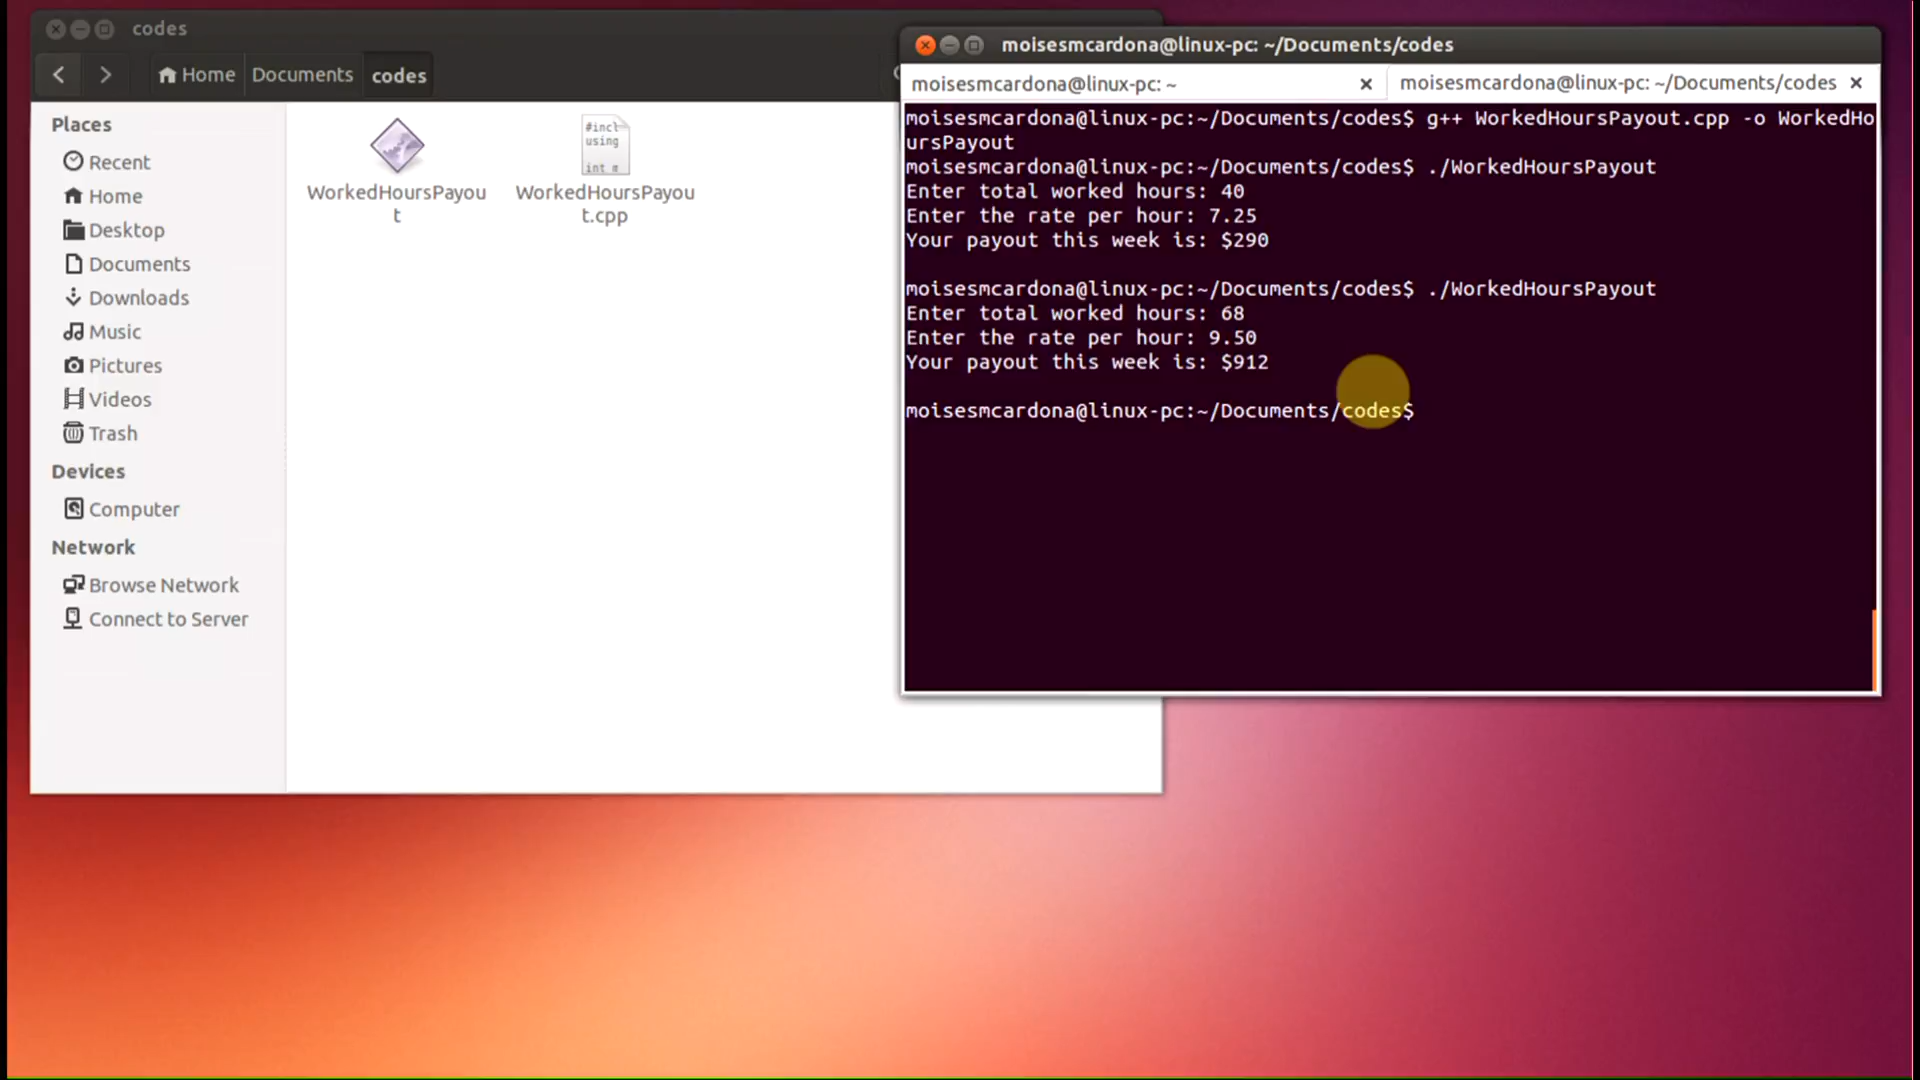 codes
Home Documents codes
Places
Recent
Home
Desktop
Documents
Downloads
Music
Pictures
Videos
Trash
Devices
Computer
Network
Browse Network
Connect to Server
WorkedHoursPayou
t
#incl
using
int m
WorkedHoursPayou
t.cpp
moisesmcardona@linux-pc: ~/Documents/codes
moisesmcardona@linux-pc: ~
moisesmcardona@linux-pc: ~/Documents/codes
moisesmcardona@linux-pc:~/Documents/codes$ g++ WorkedHoursPayout.cpp -o WorkedHo
ursPayout
moisesmcardona@linux-pc:~/Documents/codes$ ./WorkedHoursPayout
Enter total worked hours: 40
Enter the rate per hour: 7.25
Your payout this week is: $290
moisesmcardona@linux-pc:~/Documents/codes$ ./WorkedHoursPayout
Enter total worked hours: 68
Enter the rate per hour: 9.50
Your payout this week is: $912
moisesmcardona@linux-pc:~/Documents/codes$